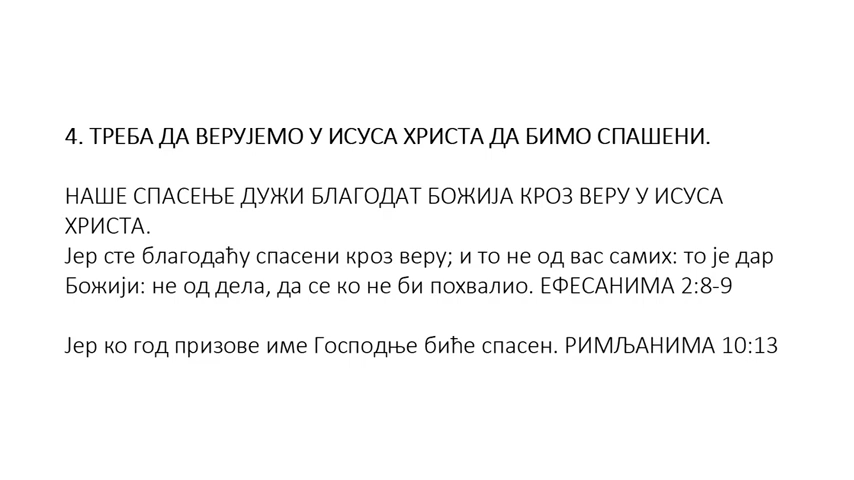 4. ТРЕБА ДА ВЕРУЈЕМО У ИСУСА ХРИСТА ДА БИМО СПАШЕНИ.
НАШЕ СПАСЕЊЕ ДУЖИ БЛАГОДАТ БОЖИЈА КРОЗ ВЕРУ У ИСУСА
ХРИСТА.
Јер сте благодаћу спасени кроз веру; и то не од вас самих: то је дар
Божији: не од дела, да се ко не би похвалио. ЕФЕСАНИМА 2:8-9
Јер ко год призове име Господње биће спасен. РИМЉАНИМА 10:13